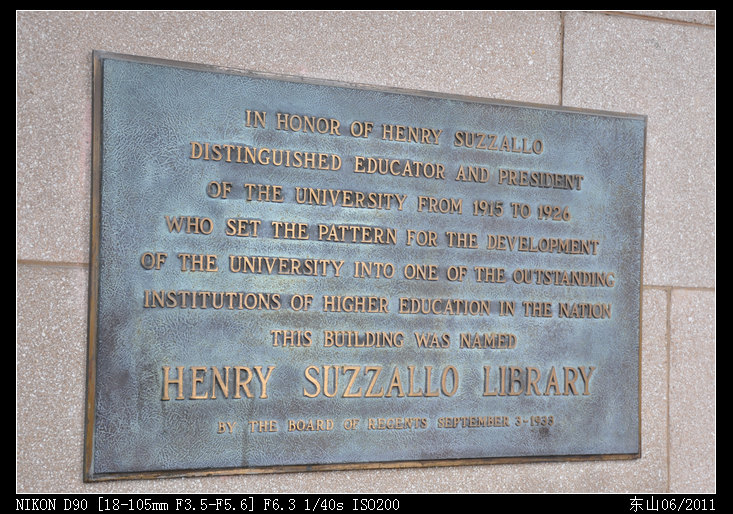 IN HONOR OF HENRY SUZZALLO
DISTINGUISHED EDUCATOR AND PRESIDENT
OF THE UNIVERSITY FROM 1915 TO 1926
WHO SET THE PATTERN FOR THE DEVELOPMENT
OF THE UNIVERSITY INTO ONE OF THE OUTSTANDING
INSTITUTIONS OF HIGHER EDUCATION IN THE NATION
THIS BUILDING WAS NAMED
HENRY SUZZALLO LIBRARY
BY THE BOARD OF REGENTS SEPTEMBER 3-1933
NIKON D90 [18-105mm F3.5-F5.6] F6.3 1/40s ISO200
东山06/2011